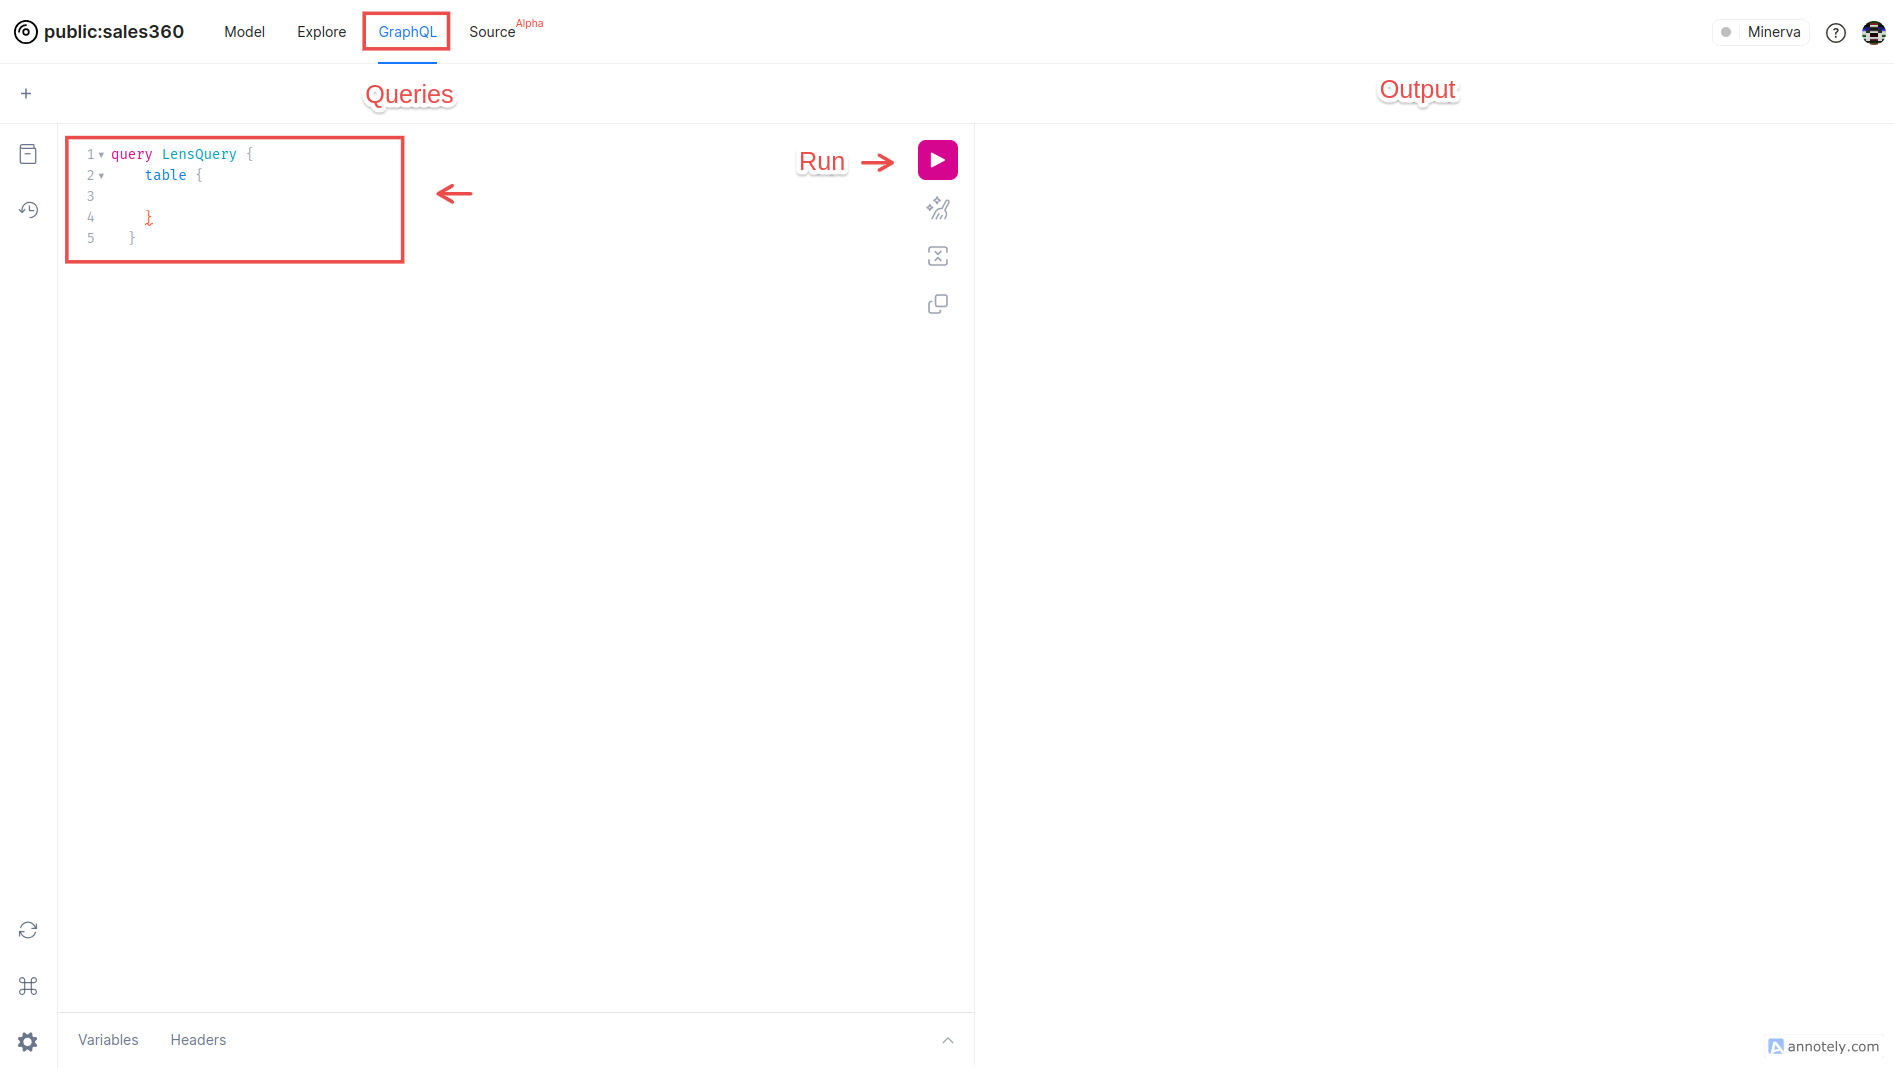 public:sales360 Model Explore GraphQL Source Alpha Minerva
Queries
Output
1 query LensQuery {
2 table {
3
4 }
5 }
Run
Variables Headers
annotely.com